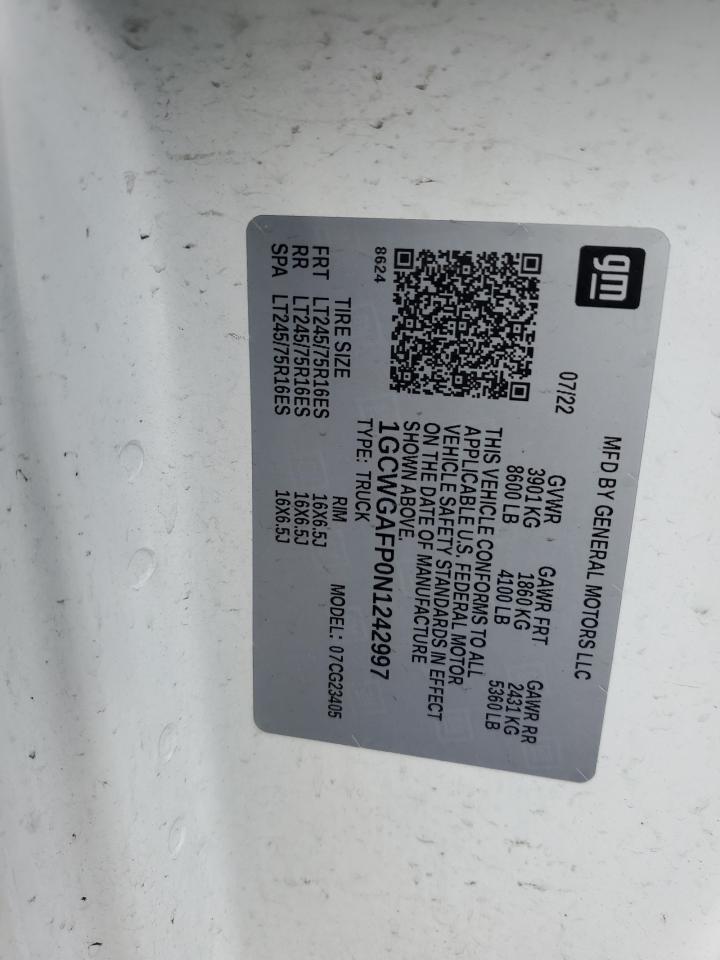 gm
MFD BY GENERAL MOTORS LLC
07/22
GVWR GAWR FRT GAWR RR
3901 KG 1860 KG 2431 KG
8600 LB 4100 LB 5360 LB
THIS VEHICLE CONFORMS TO ALL
APPLICABLE U.S. FEDERAL MOTOR
VEHICLE SAFETY STANDARDS IN EFFECT
ON THE DATE OF MANUFACTURE
SHOWN ABOVE.
8624
1GCWGAFP0N1242997
TYPE: TRUCK
MODEL: 07CG23405
TIRE SIZE RIM
FRT LT245/75R16ES 16X6.5J
RR LT245/75R16ES 16X6.5J
SPA LT245/75R16ES 16X6.5J